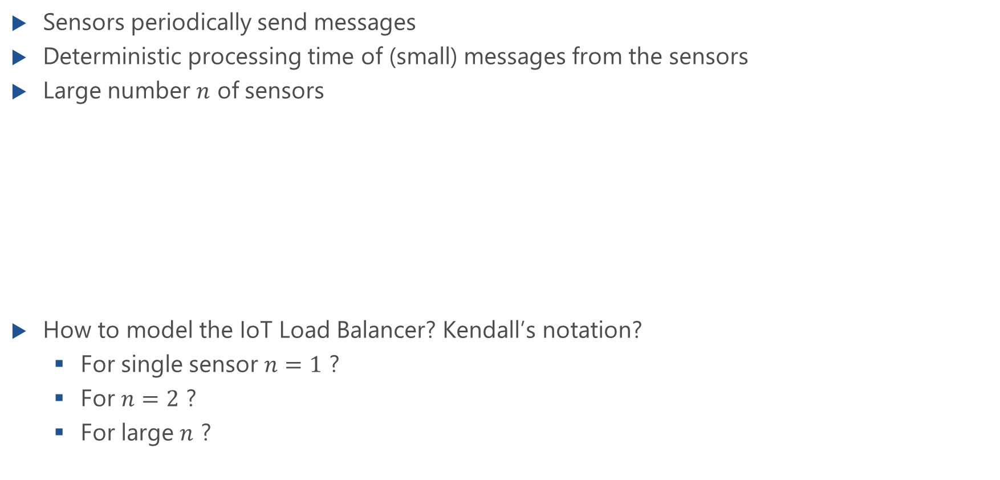 Sensors periodically send messages
Deterministic processing time of (small) messages from the sensors
Large number n of sensors
How to model the IoT Load Balancer? Kendall’s notation?
For single sensor n = 1 ?
For n = 2 ?
For large n ?